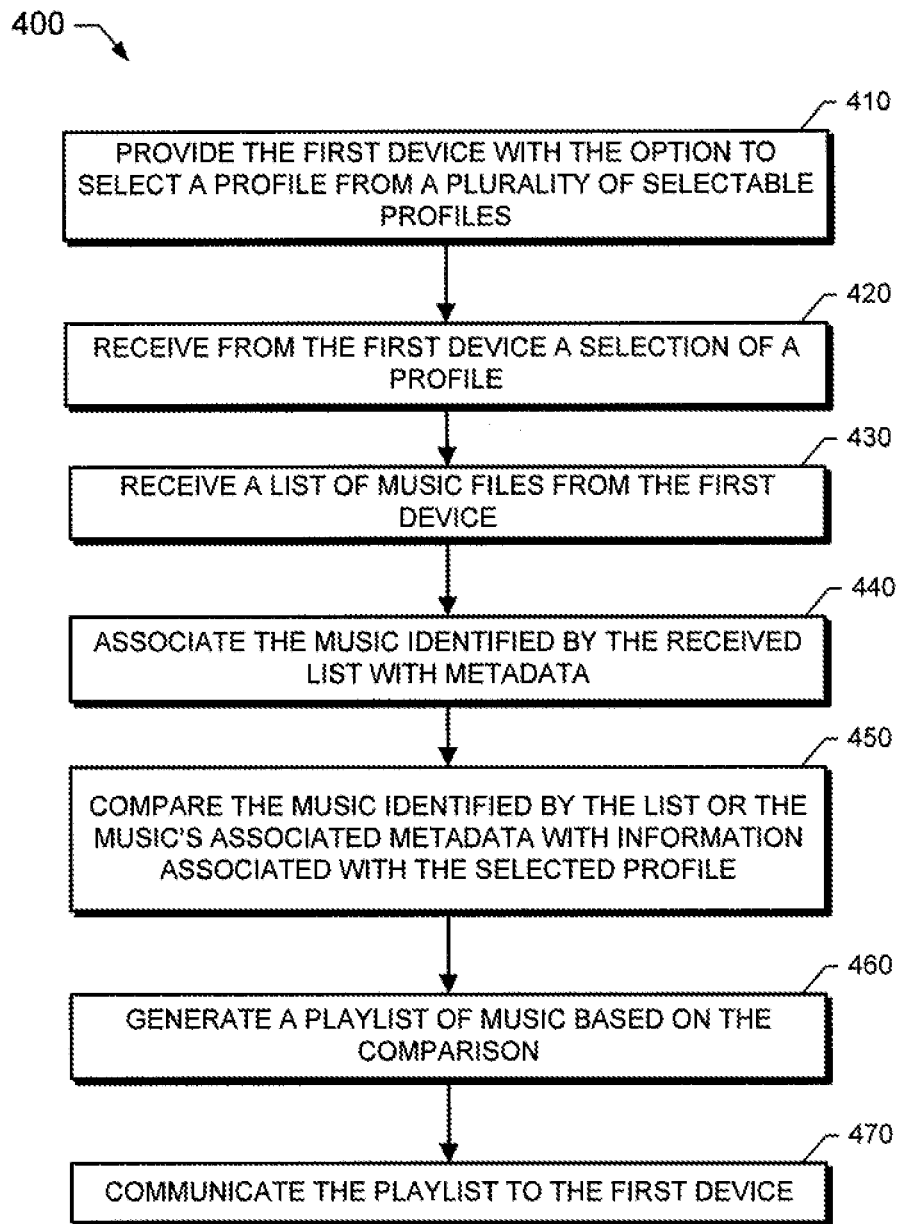 400
410
PROVIDE THE FIRST DEVICE WITH THE OPTION TO
SELECT A PROFILE FROM A PLURALITY OF SELECTABLE
PROFILES
420
RECEIVE FROM THE FIRST DEVICE A SELECTION OF A
PROFILE
430
RECEIVE A LIST OF MUSIC FILES FROM THE FIRST
DEVICE
440
ASSOCIATE THE MUSIC IDENTIFIED BY THE RECEIVED
LIST WITH METADATA
450
COMPARE THE MUSIC IDENTIFIED BY THE LIST OR THE
MUSIC'S ASSOCIATED METADATA WITH INFORMATION
ASSOCIATED WITH THE SELECTED PROFILE
460
GENERATE A PLAYLIST OF MUSIC BASED ON THE
COMPARISON
470
COMMUNICATE THE PLAYLIST TO THE FIRST DEVICE